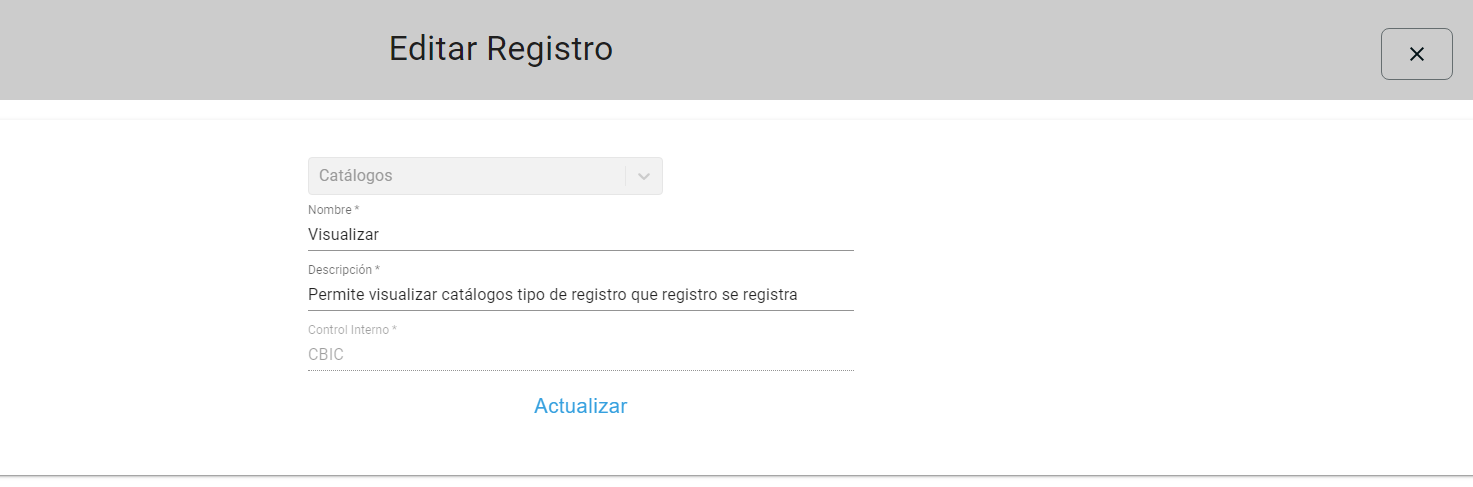 Editar Registro
Catálogos
Nombre *
Visualizar
Descripción *
Permite visualizar catálogos tipo de registro que registro se registra
Control Interno *
CBIC
Actualizar